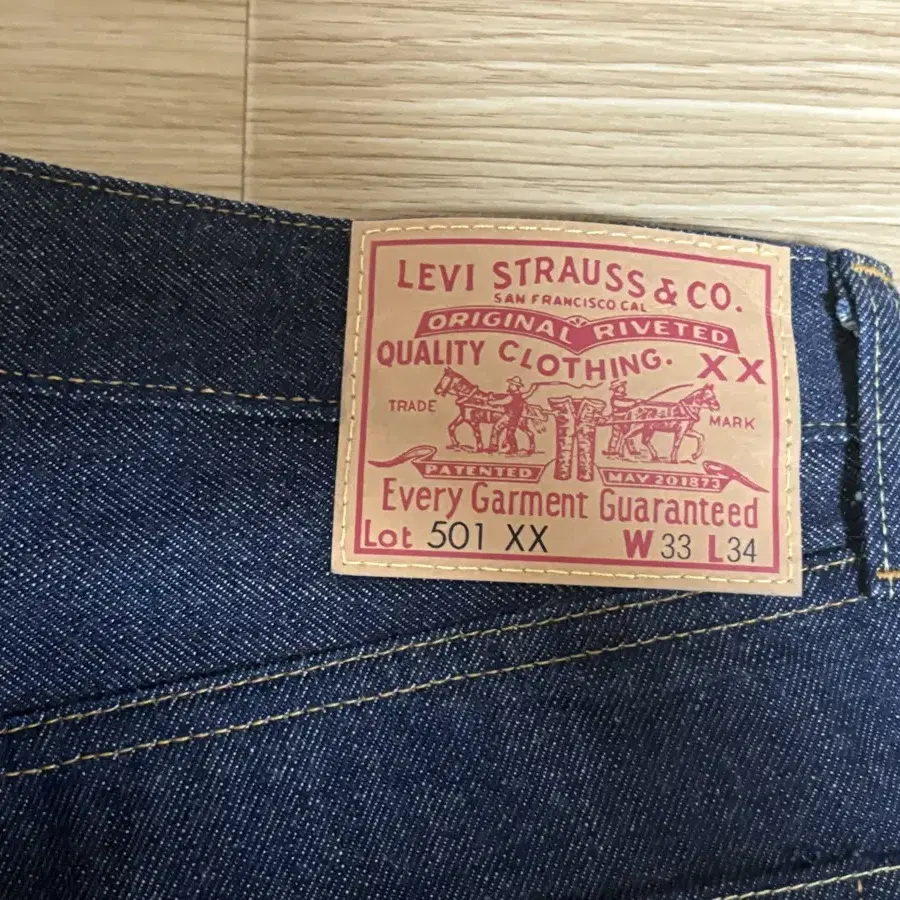 LEVI STRAUSS & CO.
SAN FRANCISCO CAL
ORIGINAL RIVETED
QUALITY CLOTHING. XX
TRADE MARK
PATENTED MAY 20 1873
Every Garment Guaranteed
Lot 501 XX W 33 L 34